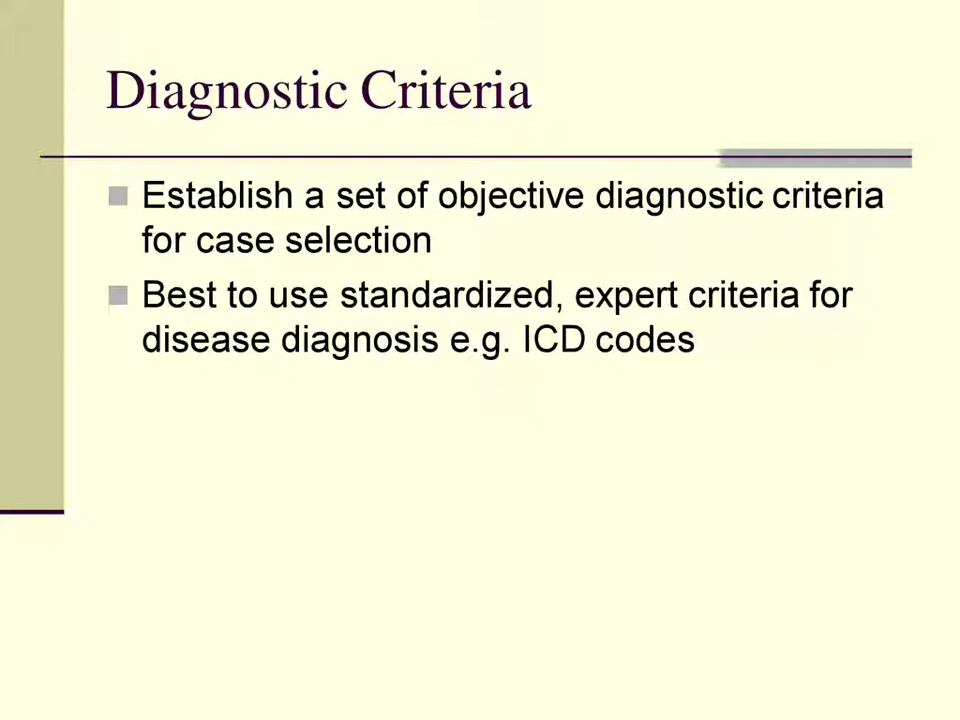 Diagnostic Criteria
Establish a set of objective diagnostic criteria
for case selection
Best to use standardized, expert criteria for
disease diagnosis e.g. ICD codes